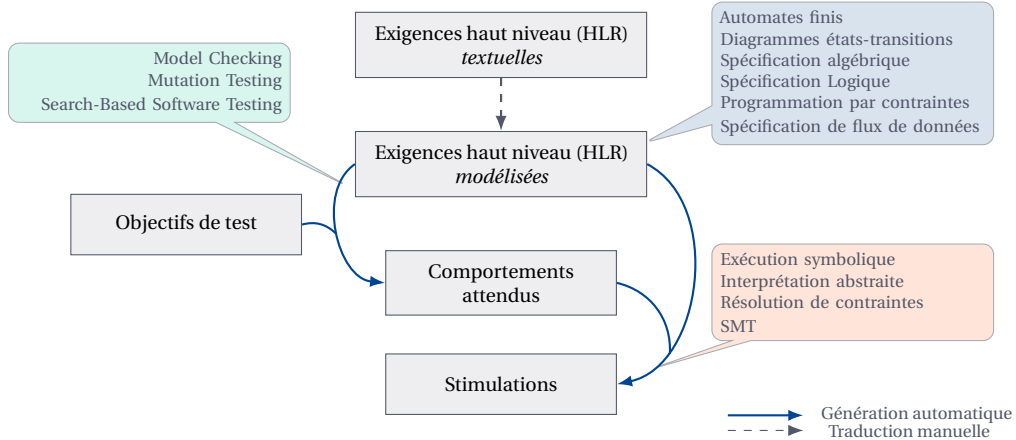 Exigences haut niveau (HLR)
textuelles
Model Checking
Mutation Testing
Search-Based Software Testing
Automates finis
Diagrammes états-transitions
Spécification algébrique
Spécification Logique
Programmation par contraintes
Spécification de flux de données
Exigences haut niveau (HLR)
modélisées
Objectifs de test
Comportements
attendus
Exécution symbolique
Interprétation abstraite
Résolution de contraintes
SMT
Stimulations
Génération automatique
Traduction manuelle